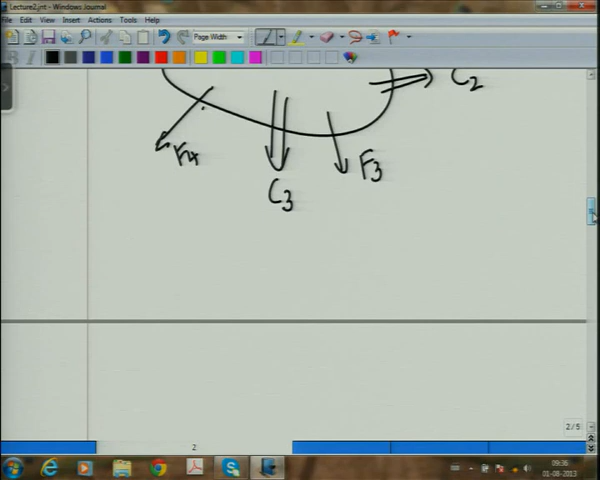 Lecture2.jnt - Windows Journal
File Edit View Insert Actions Tools Help
Page Width
C2
F4
F3
C3
2 / 5
2
09:36
01-08-2013